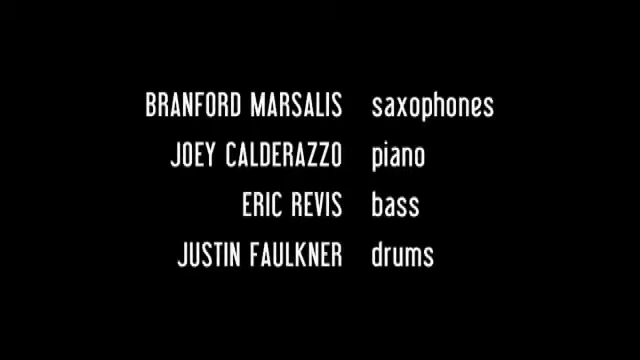 BRANFORD MARSALIS saxophones
JOEY CALDERAZZO piano
ERIC REVIS bass
JUSTIN FAULKNER drums